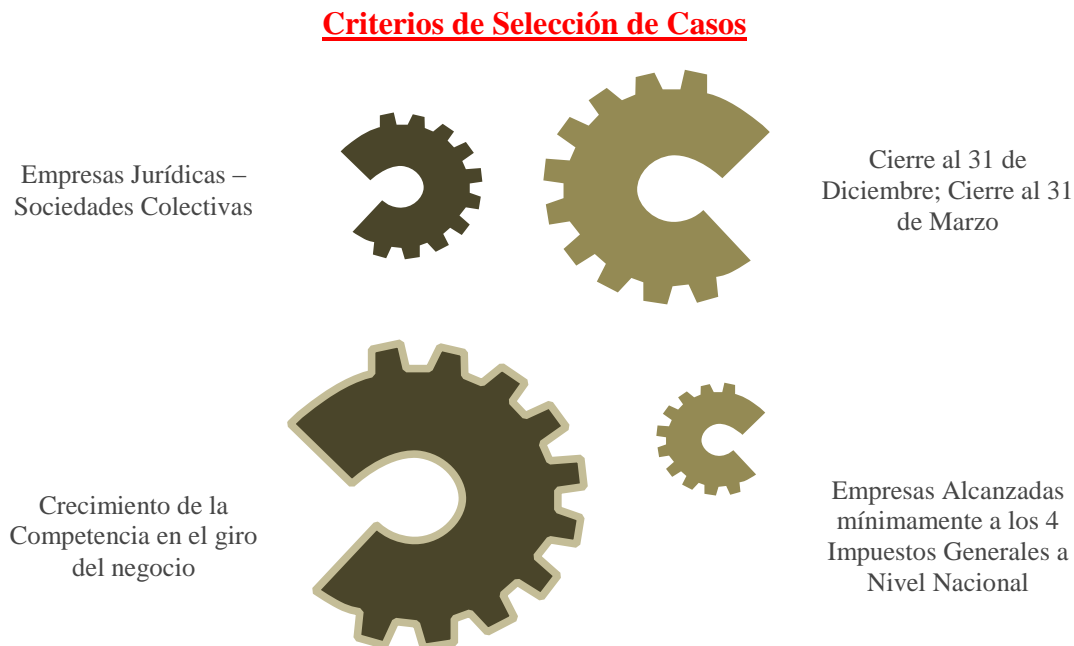 Criterios de Selección de Casos
Empresas Jurídicas –
Sociedades Colectivas
Cierre al 31 de
Diciembre; Cierre al 31
de Marzo
Crecimiento de la
Competencia en el giro
del negocio
Empresas Alcanzadas
mínimamente a los 4
Impuestos Generales a
Nivel Nacional